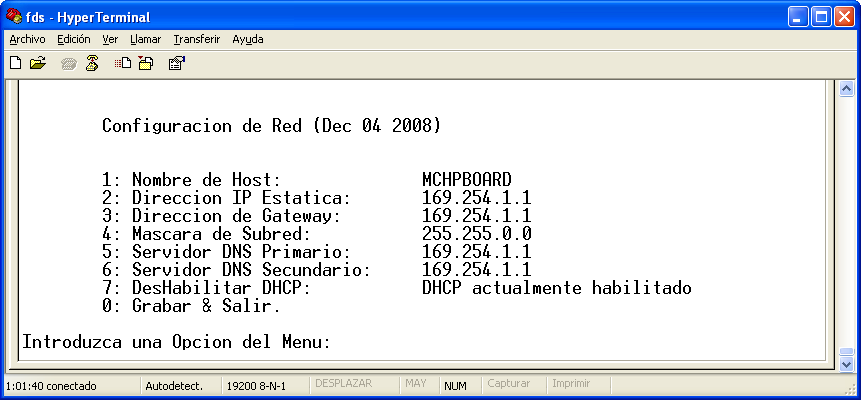 fds - HyperTerminal
Archivo Edición Ver Llamar Transferir Ayuda
Configuracion de Red (Dec 04 2008)
1: Nombre de Host: MCHPBOARD
2: Direccion IP Estatica: 169.254.1.1
3: Direccion de Gateway: 169.254.1.1
4: Mascara de Subred: 255.255.0.0
5: Servidor DNS Primario: 169.254.1.1
6: Servidor DNS Secundario: 169.254.1.1
7: DesHabilitar DHCP: DHCP actualmente habilitado
0: Grabar & Salir.
Introduzca una Opcion del Menu:
1:01:40 conectado Autodetect. 19200 8-N-1 DESPLAZAR MAY NUM Capturar Imprimir